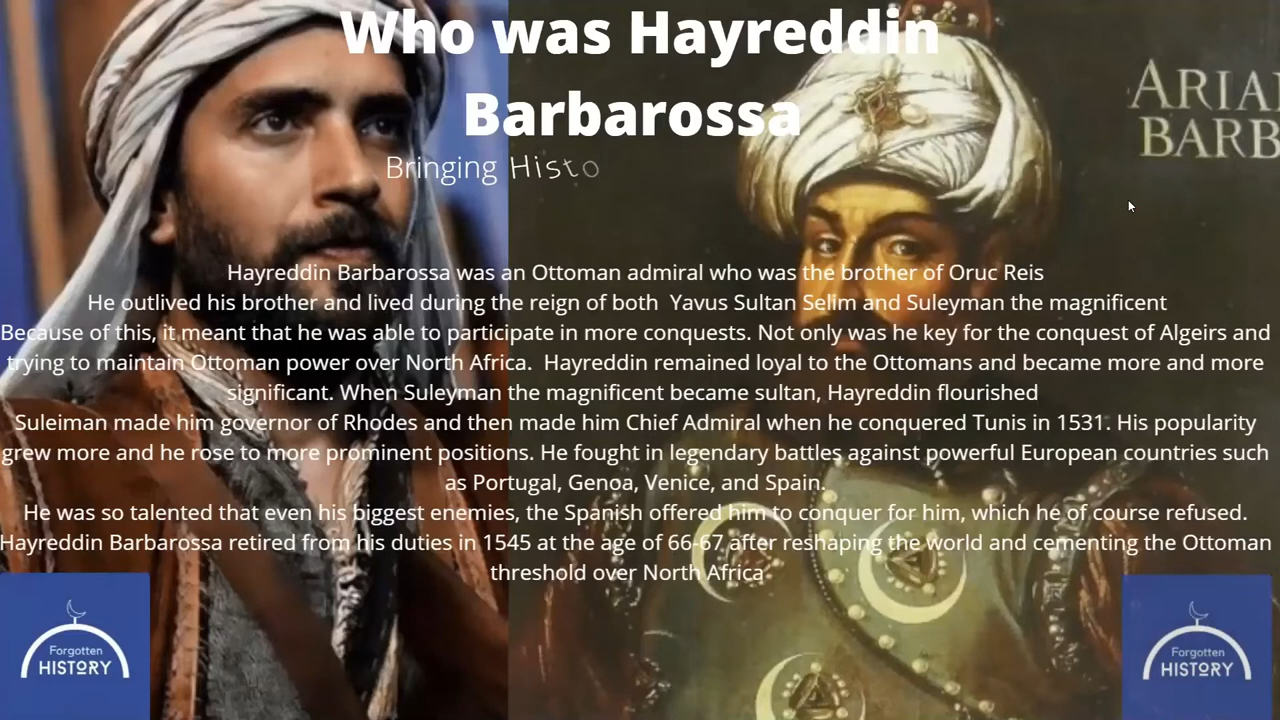 Who was Hayreddin
Barbarossa
Bringing Histo
ARIA
BARB
Hayreddin Barbarossa was an Ottoman admiral who was the brother of Oruc Reis
He outlived his brother and lived during the reign of both  Yavus Sultan Selim and Suleyman the magnificent
Because of this, it meant that he was able to participate in more conquests. Not only was he key for the conquest of Algeirs and
trying to maintain Ottoman power over North Africa.  Hayreddin remained loyal to the Ottomans and became more and more
significant. When Suleyman the magnificent became sultan, Hayreddin flourished
Suleiman made him governor of Rhodes and then made him Chief Admiral when he conquered Tunis in 1531. His popularity
grew more and he rose to more prominent positions. He fought in legendary battles against powerful European countries such
as Portugal, Genoa, Venice, and Spain.
He was so talented that even his biggest enemies, the Spanish offered him to conquer for him, which he of course refused.
Hayreddin Barbarossa retired from his duties in 1545 at the age of 66-67 after reshaping the world and cementing the Ottoman
threshold over North Africa
Forgotten
HISTORY
Forgotten
HISTORY